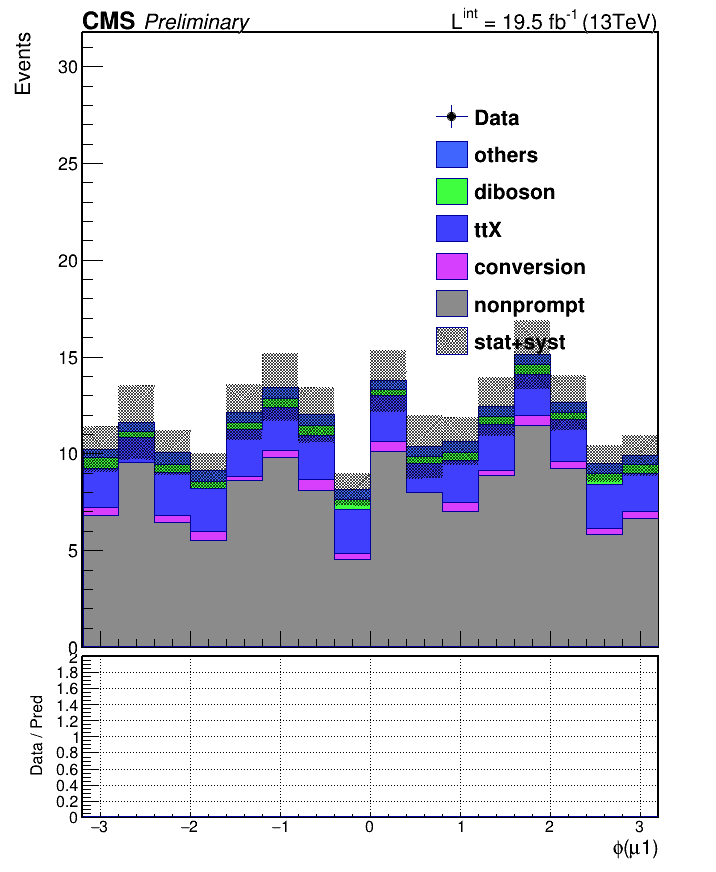 CMS Preliminary L^int = 19.5 fb^-1 (13TeV)
Events
30
25
20
15
10
5
0
Data
others
diboson
ttX
conversion
nonprompt
stat+syst
Data / Pred
2
1.8
1.6
1.4
1.2
1
0.8
0.6
0.4
0.2
0
−3 −2 −1 0 1 2 3
ϕ(μ1)